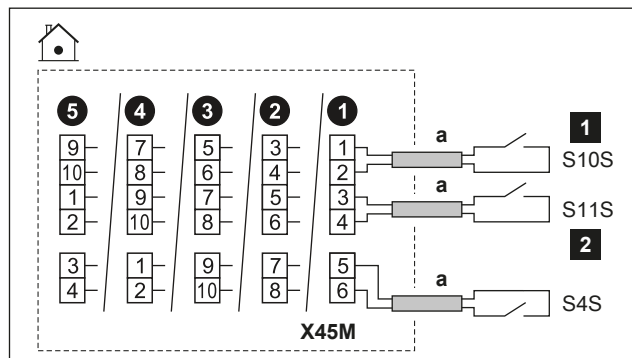 5 4 3 2 1
9 7 5 3 1 a 1
10 8 6 4 2 S10S
1 9 7 5 3 a S11S
2 10 8 6 4 2
3 1 9 7 5 a
4 2 10 8 6 S4S
X45M